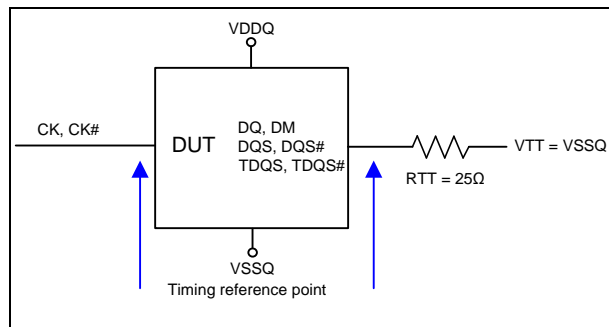 VDDQ
CK, CK#
DUT
DQ, DM
DQS, DQS#
TDQS, TDQS#
VTT = VSSQ
RTT = 25Ω
VSSQ
Timing reference point